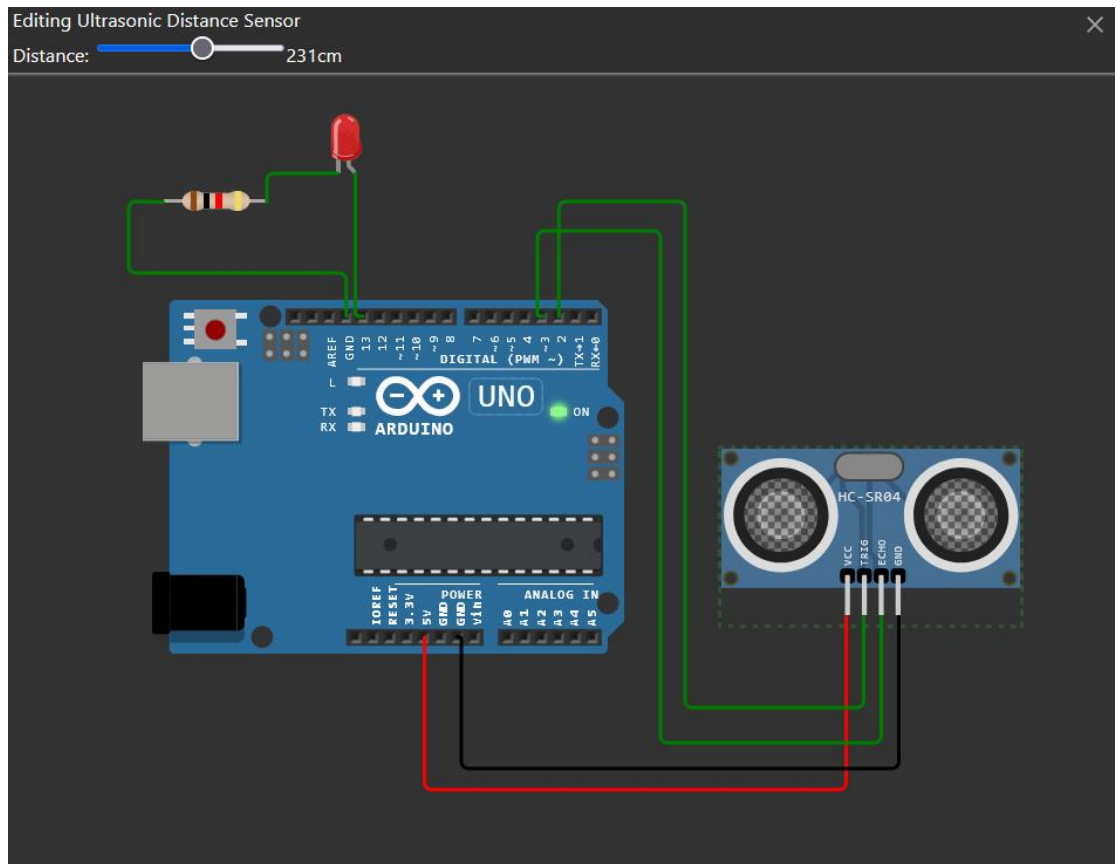 Editing Ultrasonic Distance Sensor
Distance: 231cm
AREF
GND
13
12
~11
~10
~9
8
7
~6
~5
4
~3
2
TX→1
RX←0
DIGITAL (PWM ~)
L
TX
RX
ARDUINO
UNO
ON
HC-SR04
VCC
TRIG
ECHO
GND
IOREF
RESET
3.3V
5V
GND
GND
Vin
POWER
ANALOG IN
A0
A1
A2
A3
A4
A5